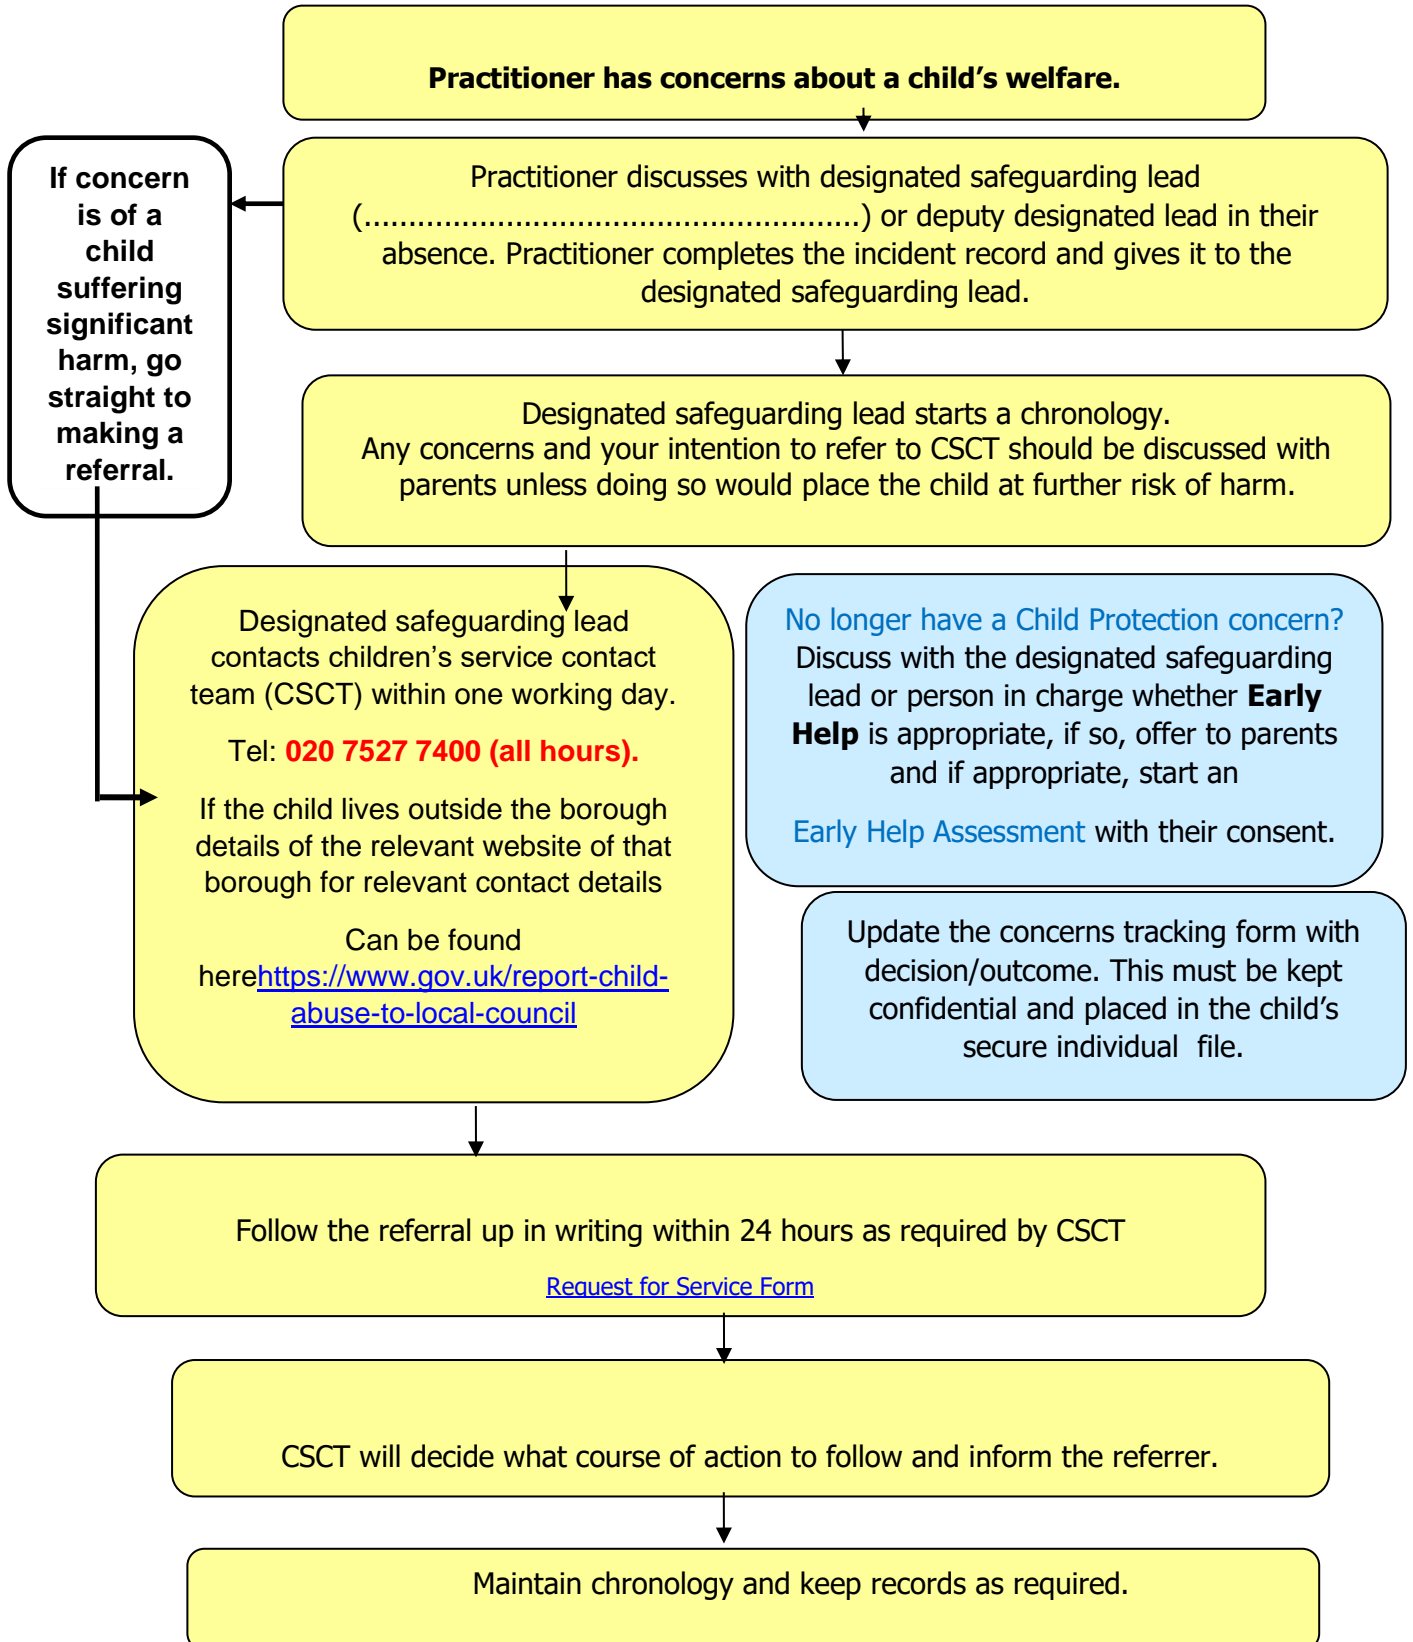 Practitioner has concerns about a child’s welfare.
If concern
is of a
child
suffering
significant
harm, go
straight to
making a
referral.
Practitioner discusses with designated safeguarding lead
(.......................................................) or deputy designated lead in their
absence. Practitioner completes the incident record and gives it to the
designated safeguarding lead.
Designated safeguarding lead starts a chronology.
Any concerns and your intention to refer to CSCT should be discussed with
parents unless doing so would place the child at further risk of harm.
Designated safeguarding lead
contacts children’s service contact
team (CSCT) within one working day.
Tel: 020 7527 7400 (all hours).
If the child lives outside the borough
details of the relevant website of that
borough for relevant contact details
Can be found
herehttps://www.gov.uk/report-child-
abuse-to-local-council
No longer have a Child Protection concern?
Discuss with the designated safeguarding
lead or person in charge whether Early
Help is appropriate, if so, offer to parents
and if appropriate, start an
Early Help Assessment with their consent.
Update the concerns tracking form with
decision/outcome. This must be kept
confidential and placed in the child’s
secure individual  file.
Follow the referral up in writing within 24 hours as required by CSCT
Request for Service Form
CSCT will decide what course of action to follow and inform the referrer.
Maintain chronology and keep records as required.